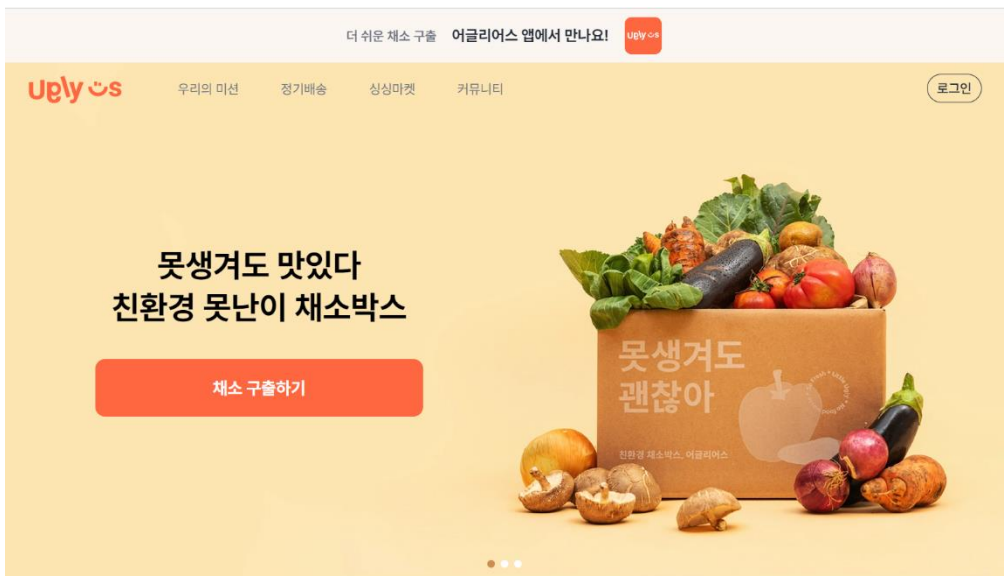 더 쉬운 채소 구출 어글리어스 앱에서 만나요! Uglyus
Uglyus 우리의 미션 정기배송 싱싱마켓 커뮤니티 로그인
못생겨도 맛있다
친환경 못난이 채소박스
채소 구출하기
못생겨도
괜찮아
친환경 채소박스, 어글리어스